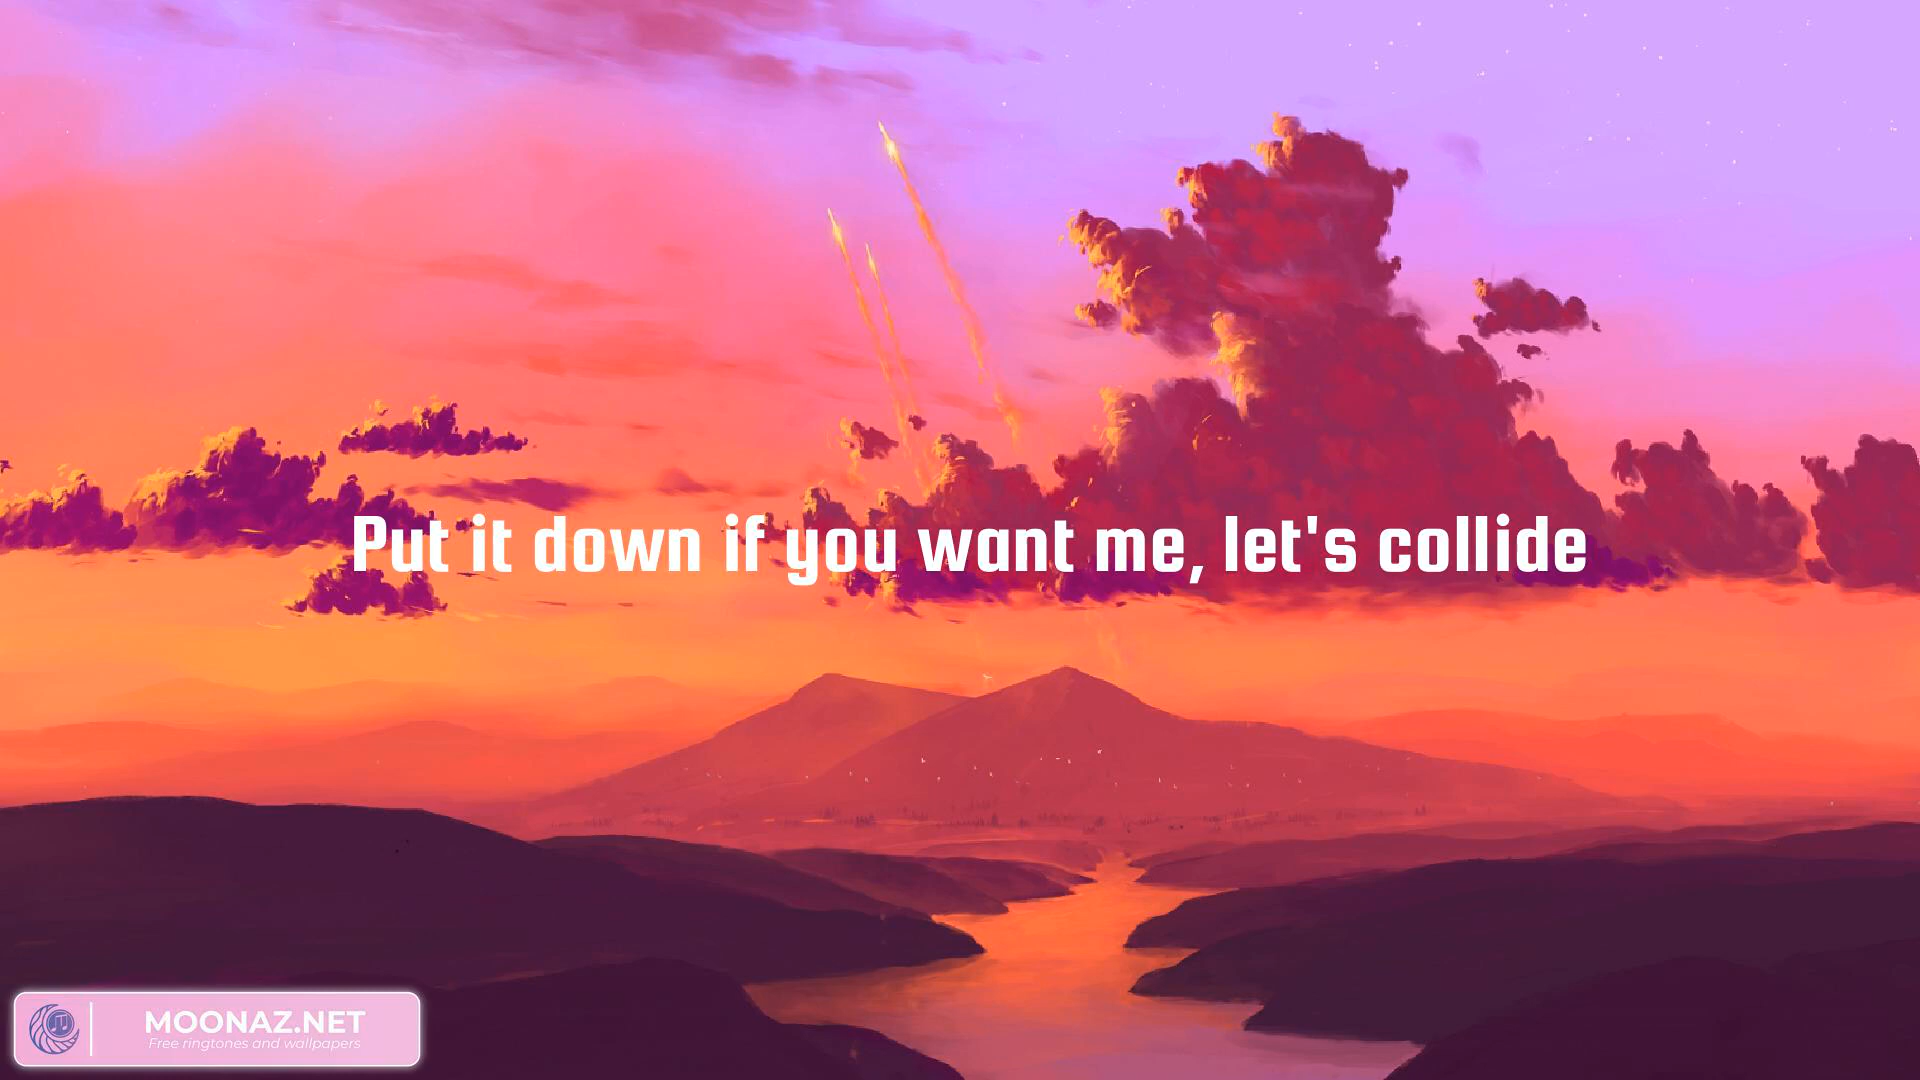 Put it down if you want me, let's collide
MOONAZ.NET
Free ringtones and wallpapers